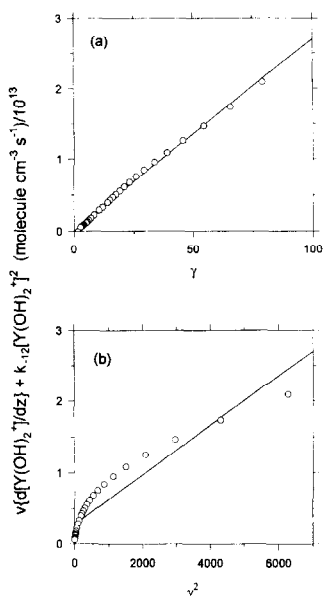 v{d[Y(OH)₂⁺]/dz} + k₋₁₂[Y(OH)₂⁺]² (molecule cm⁻³ s⁻¹)/10¹³
3
(a)
2
1
0
0 50 100
γ
3
(b)
2
1
0
0 2000 4000 6000
γ²